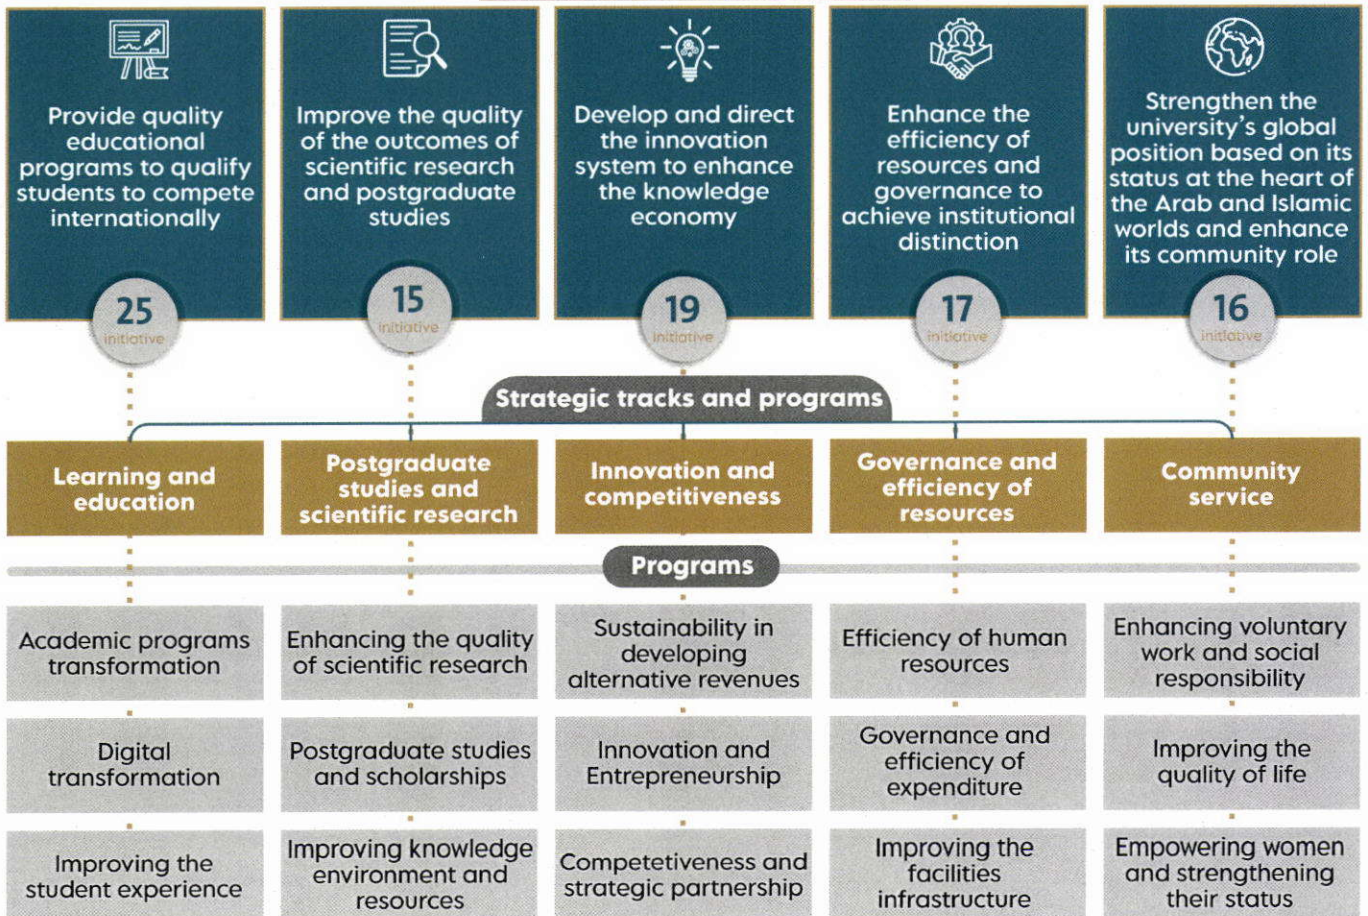 Provide quality
educational
programs to qualify
students to compete
internationally
25
initiative
Improve the quality
of the outcomes of
scientific research
and postgraduate
studies
15
initiative
Develop and direct
the innovation
system to enhance
the knowledge
economy
19
initiative
Enhance the
efficiency of
resources and
governance to
achieve institutional
distinction
17
initiative
Strengthen the
university's global
position based on its
status at the heart of
the Arab and Islamic
worlds and enhance
its community role
16
initiative
Strategic tracks and programs
Learning and
education
Postgraduate
studies and
scientific research
Innovation and
competitiveness
Governance and
efficiency of
resources
Community
service
Programs
Academic programs
transformation
Enhancing the quality
of scientific research
Sustainability in
developing
alternative revenues
Efficiency of human
resources
Enhancing voluntary
work and social
responsibility
Digital
transformation
Postgraduate studies
and scholarships
Innovation and
Entrepreneurship
Governance and
efficiency of
expenditure
Improving the
quality of life
Improving the
student experience
Improving knowledge
environment and
resources
Competetiveness and
strategic partnership
Improving the
facilities
infrastructure
Empowering women
and strengthening
their status